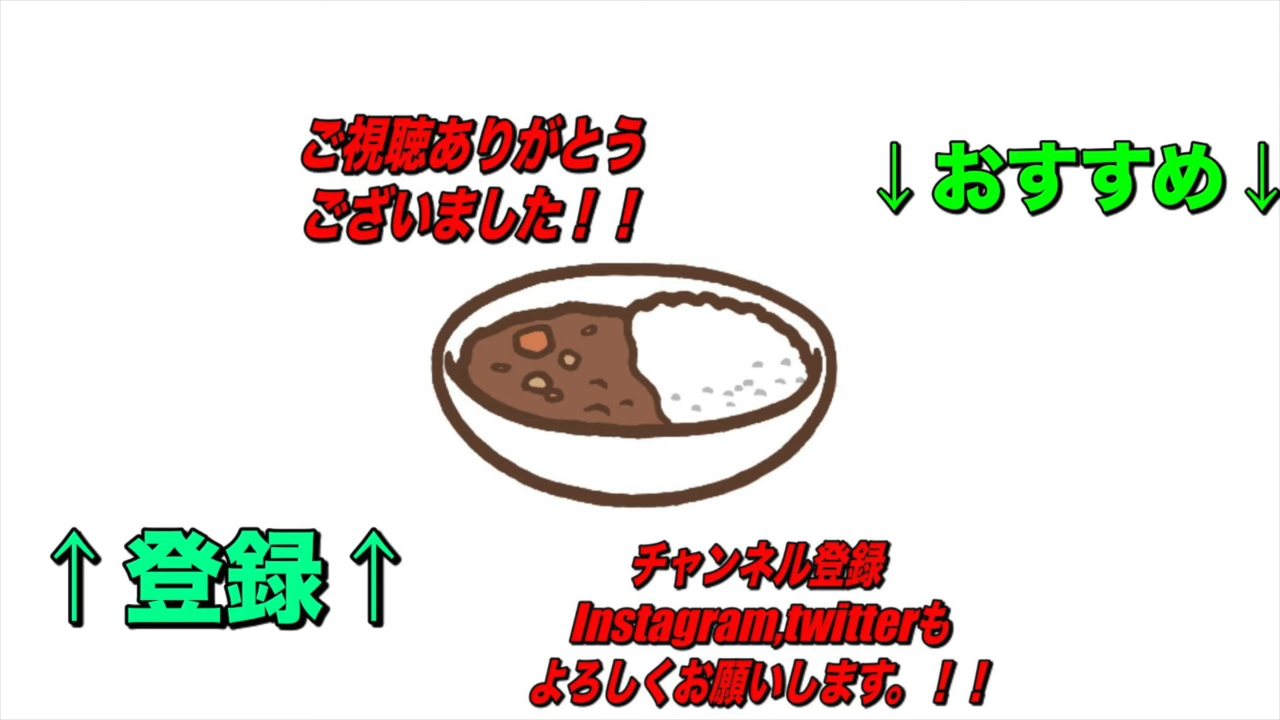 ご視聴ありがとう
ございました！！
↓おすすめ↓
↑登録↑
チャンネル登録
Instagram,twitterも
よろしくお願いします。！！